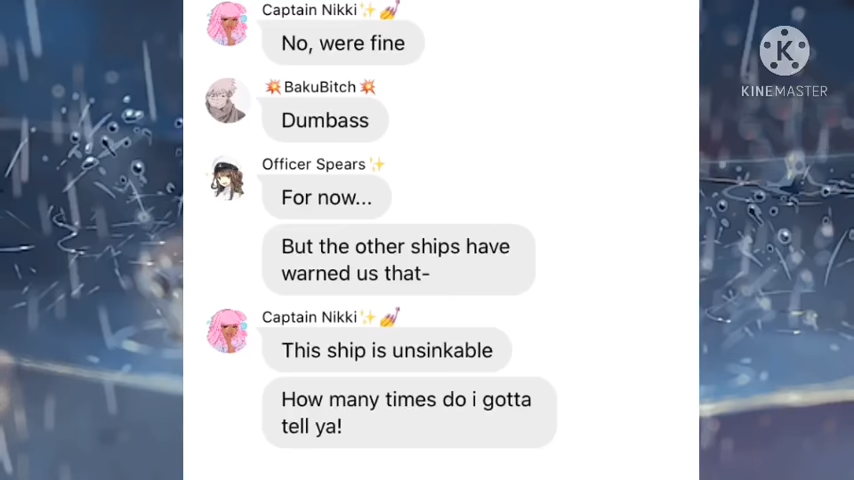 Captain Nikki✨💅
No, were fine
💥BakuBitch💥
Dumbass
Officer Spears✨
For now...
But the other ships have
warned us that-
Captain Nikki✨💅
This ship is unsinkable
How many times do i gotta
tell ya!
K
KINEMASTER